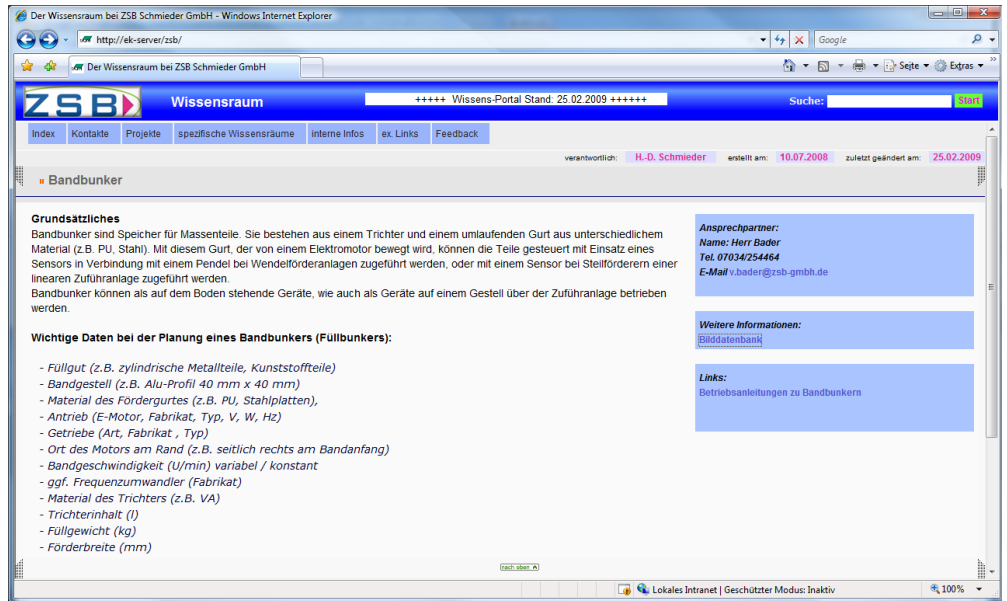 Der Wissensraum bei ZSB Schmieder GmbH - Windows Internet Explorer
http://ek-server/zsb/
Google
Der Wissensraum bei ZSB Schmieder GmbH
Seite
Extras
ZSB
Wissensraum
+++++ Wissens-Portal Stand: 25.02.2009 ++++++
Suche:
Start
Index Kontakte Projekte spezifische Wissensräume interne Infos ex. Links Feedback
verantwortlich: H.-D. Schmieder erstellt am: 10.07.2008 zuletzt geändert am: 25.02.2009
Bandbunker
Grundsätzliches
Bandbunker sind Speicher für Massenteile. Sie bestehen aus einem Trichter und einem umlaufenden Gurt aus unterschiedlichem
Material (z.B. PU, Stahl). Mit diesem Gurt, der von einem Elektromotor bewegt wird, können die Teile gesteuert mit Einsatz eines
Sensors in Verbindung mit einem Pendel bei Wendelförderanlagen zugeführt werden, oder mit einem Sensor bei Steilförderern einer
linearen Zuführanlage zugeführt werden.
Bandbunker können als auf dem Boden stehende Geräte, wie auch als Geräte auf einem Gestell über der Zuführanlage betrieben
werden.
Wichtige Daten bei der Planung eines Bandbunkers (Füllbunkers):
- Füllgut (z.B. zylindrische Metallteile, Kunststoffteile)
- Bandgestell (z.B. Alu-Profil 40 mm x 40 mm)
- Material des Fördergurtes (z.B. PU, Stahlplatten),
- Antrieb (E-Motor, Fabrikat, Typ, V, W, Hz)
- Getriebe (Art, Fabrikat , Typ)
- Ort des Motors am Rand (z.B. seitlich rechts am Bandanfang)
- Bandgeschwindigkeit (U/min) variabel / konstant
- ggf. Frequenzumwandler (Fabrikat)
- Material des Trichters (z.B. VA)
- Trichterinhalt (l)
- Füllgewicht (kg)
- Förderbreite (mm)
Ansprechpartner:
Name: Herr Bader
Tel. 07034/254464
E-Mail v.bader@zsb-gmbh.de
Weitere Informationen:
Bilddatenbank
Links:
Betriebsanleitungen zu Bandbunkern
nach oben
Lokales Intranet | Geschützter Modus: Inaktiv
100%